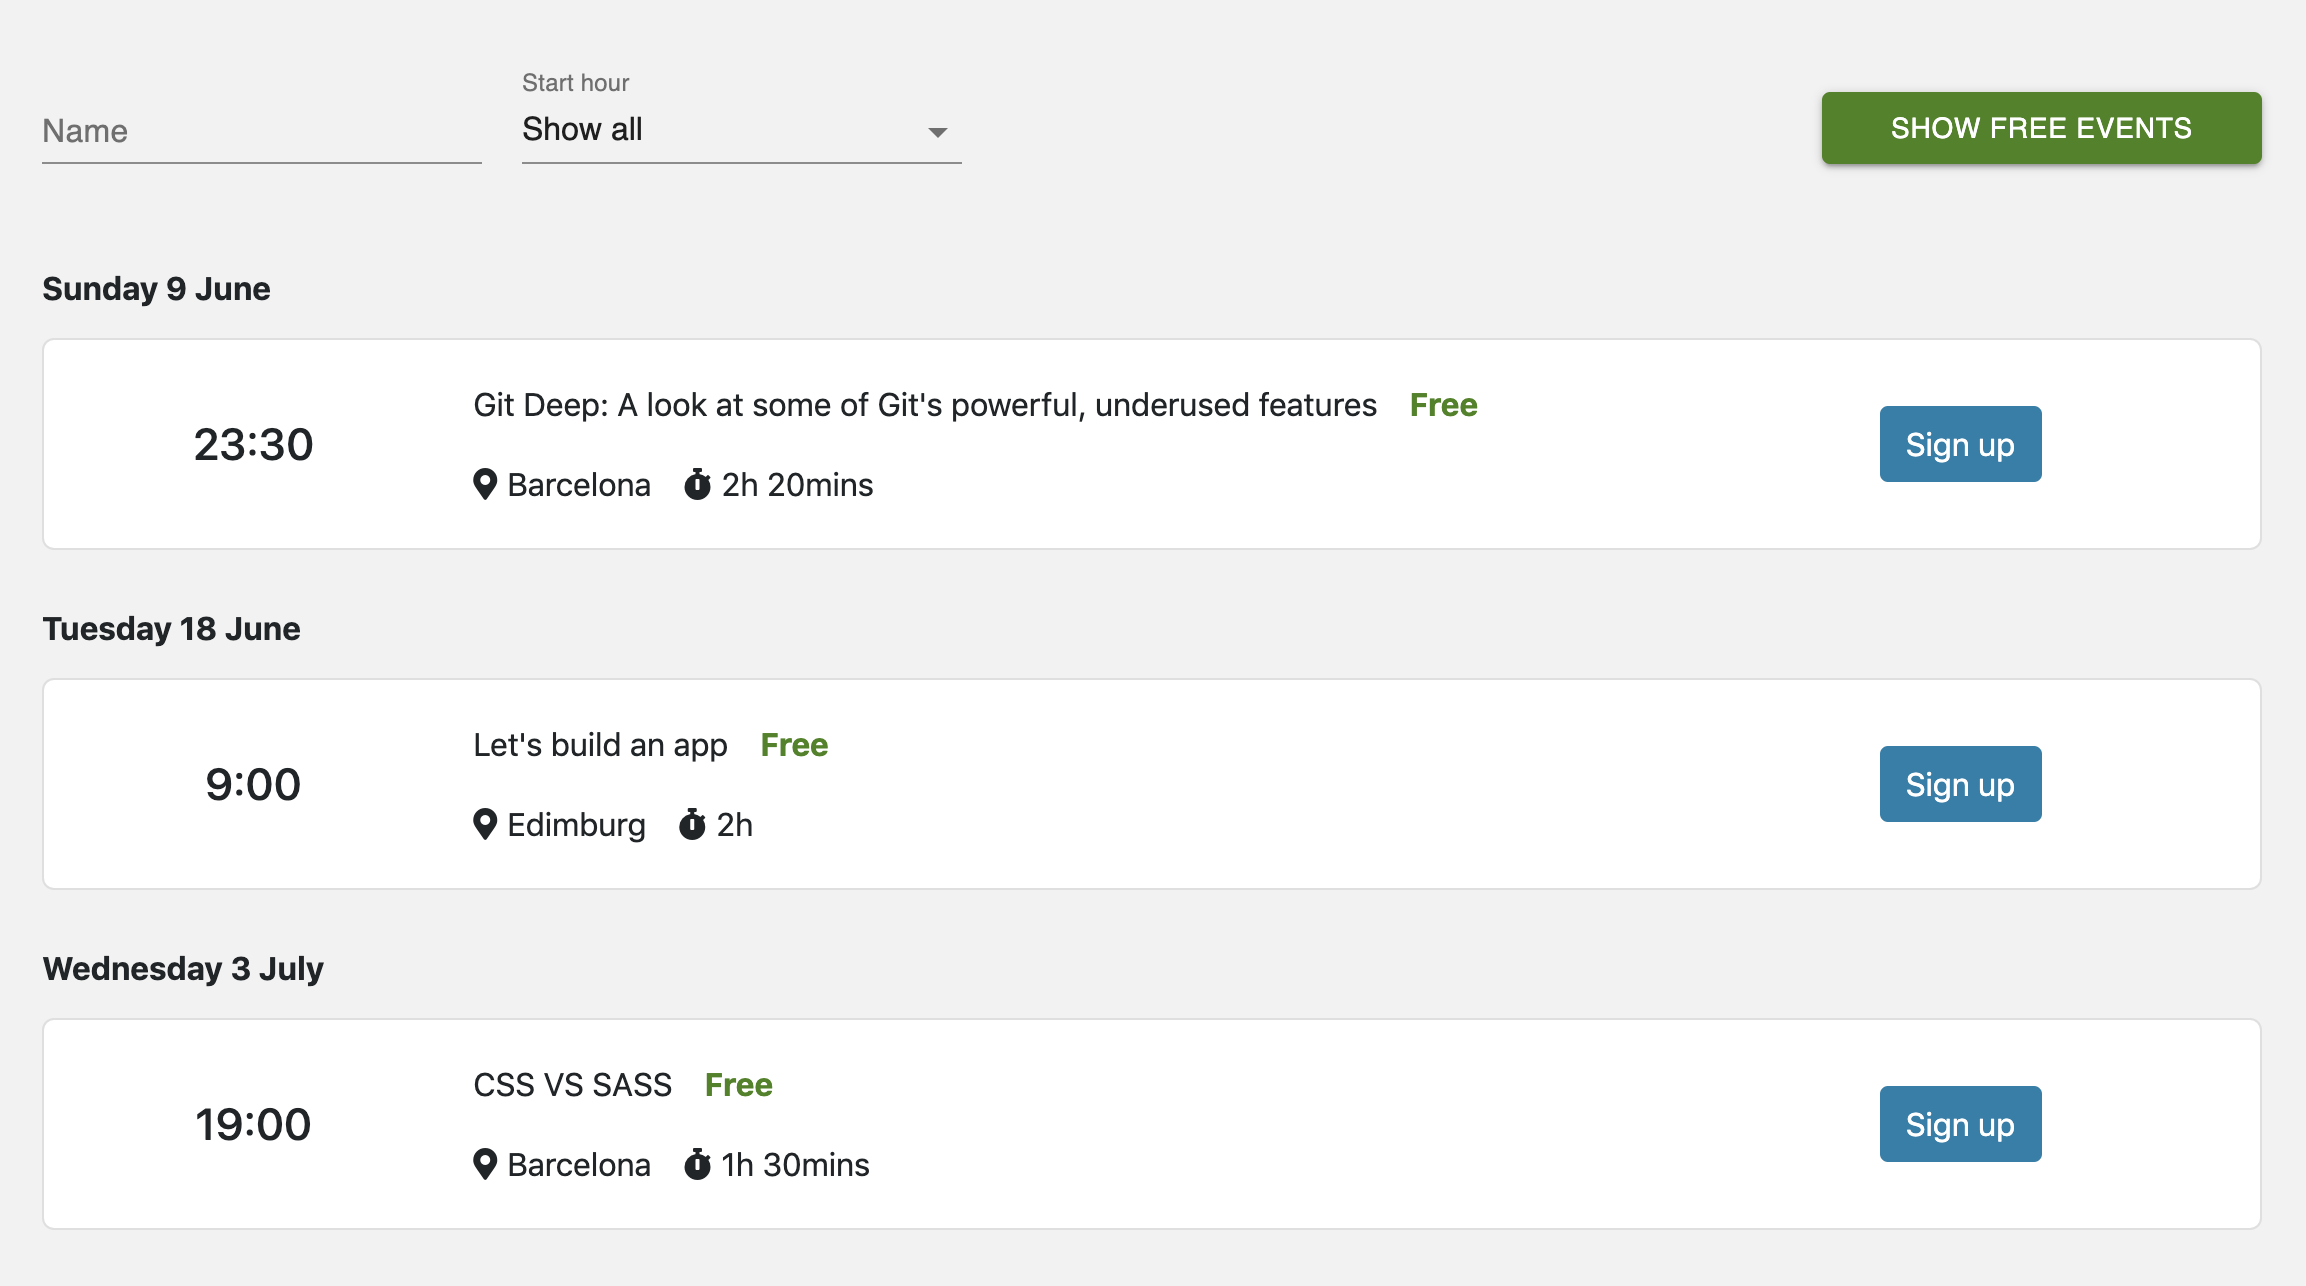 Start hour
Name
Show all
SHOW FREE EVENTS
Sunday 9 June
23:30
Git Deep: A look at some of Git's powerful, underused features Free
Barcelona 2h 20mins
Sign up
Tuesday 18 June
9:00
Let's build an app Free
Edimburg 2h
Sign up
Wednesday 3 July
19:00
CSS VS SASS Free
Barcelona 1h 30mins
Sign up